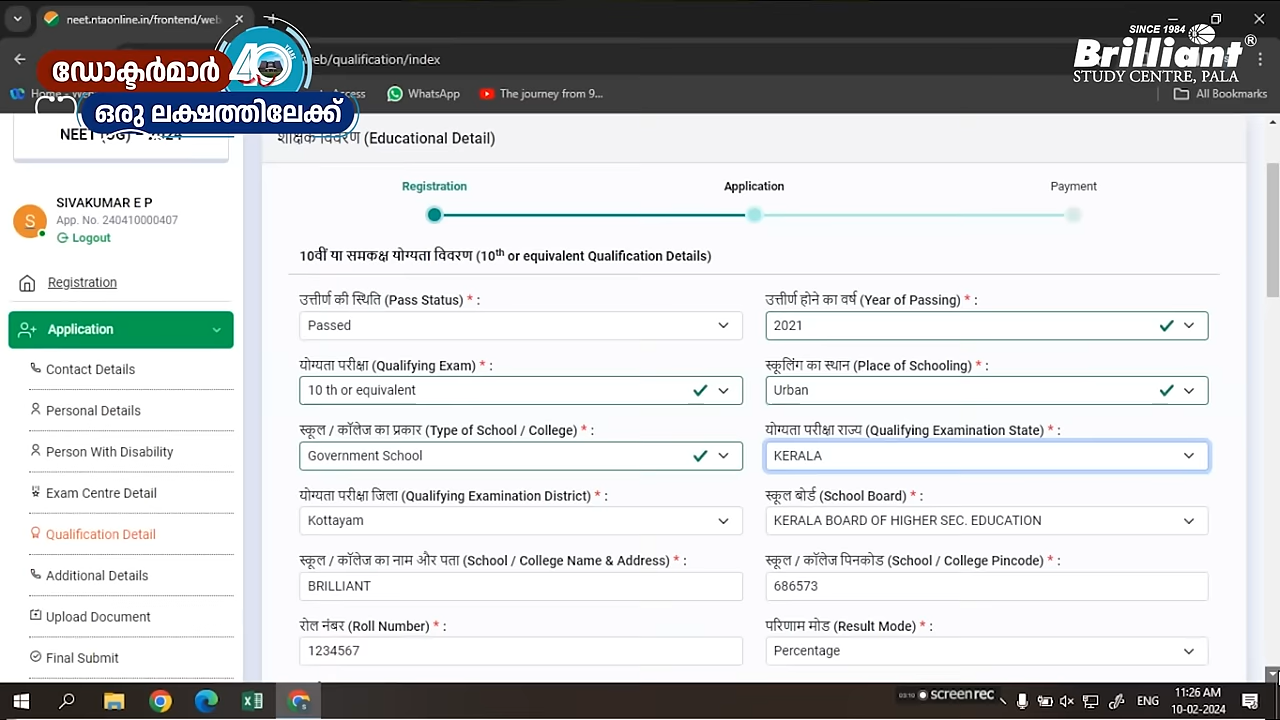 neet.ntaonline.in/frontend/web
SINCE 1984
Brilliant®
STUDY CENTRE, PALA
eb/qualification/index
ഡോക്ടർമാർ
40
ഒരു ലക്ഷത്തിലേക്ക്
WhatsApp
The journey from 9...
All Bookmarks
शैक्षिक विवरण (Educational Detail)
SIVAKUMAR E P
App. No. 240410000407
Logout
S
Registration
Application
Contact Details
Personal Details
Person With Disability
Exam Centre Detail
Qualification Detail
Additional Details
Upload Document
Final Submit
Registration Application Payment
10वीं या समकक्ष योग्यता विवरण (10th or equivalent Qualification Details)
उत्तीर्ण की स्थिति (Pass Status) * : उत्तीर्ण होने का वर्ष (Year of Passing) * :
Passed 2021
योग्यता परीक्षा (Qualifying Exam) * : स्कूलिंग का स्थान (Place of Schooling) * :
10 th or equivalent Urban
स्कूल / कॉलेज का प्रकार (Type of School / College) * : योग्यता परीक्षा राज्य (Qualifying Examination State) * :
Government School KERALA
योग्यता परीक्षा जिला (Qualifying Examination District) * : स्कूल बोर्ड (School Board) * :
Kottayam KERALA BOARD OF HIGHER SEC. EDUCATION
स्कूल / कॉलेज का नाम और पता (School / College Name & Address) * : स्कूल / कॉलेज पिनकोड (School / College Pincode) * :
BRILLIANT 686573
रोल नंबर (Roll Number) * : परिणाम मोड (Result Mode) * :
1234567 Percentage
screen rec
ENG
11:26 AM
10-02-2024